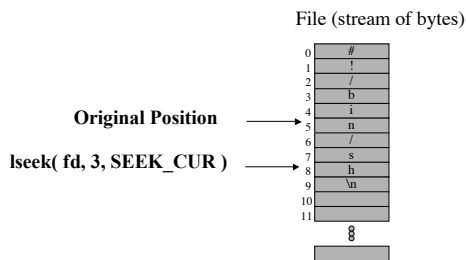 File (stream of bytes)
0 #
1 !
2 /
3 b
4 i
Original Position
5 n
6 /
7 s
lseek( fd, 3, SEEK_CUR )
8 h
9 \n
10
11